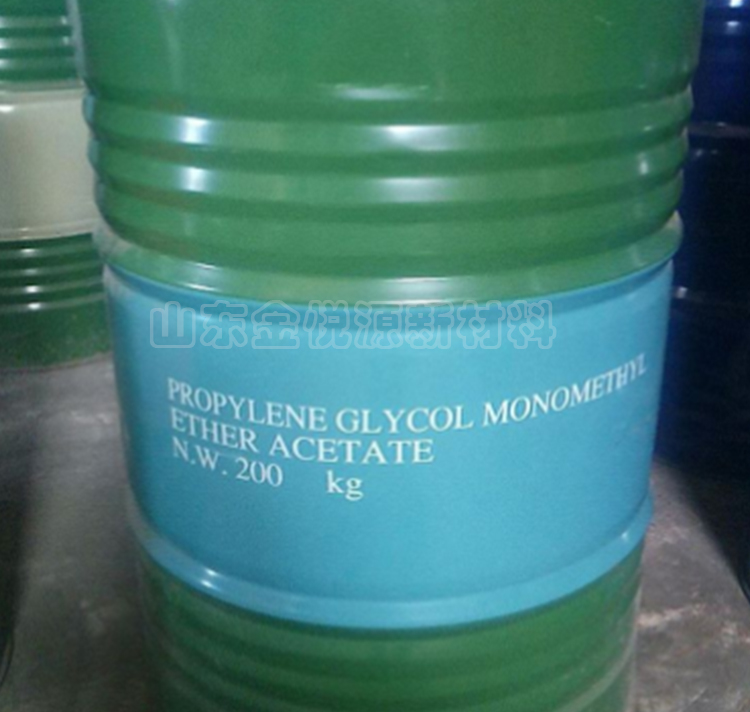 山东金悦源新材料
PROPYLENE GLYCOL MONOMETHYL
ETHER ACETATE
N.W. 200 kg